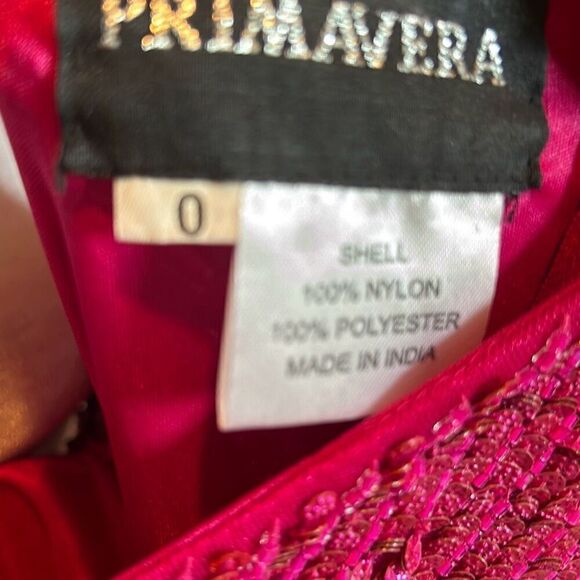 PRIMAVERA
0
SHELL
100% NYLON
100% POLYESTER
MADE IN INDIA